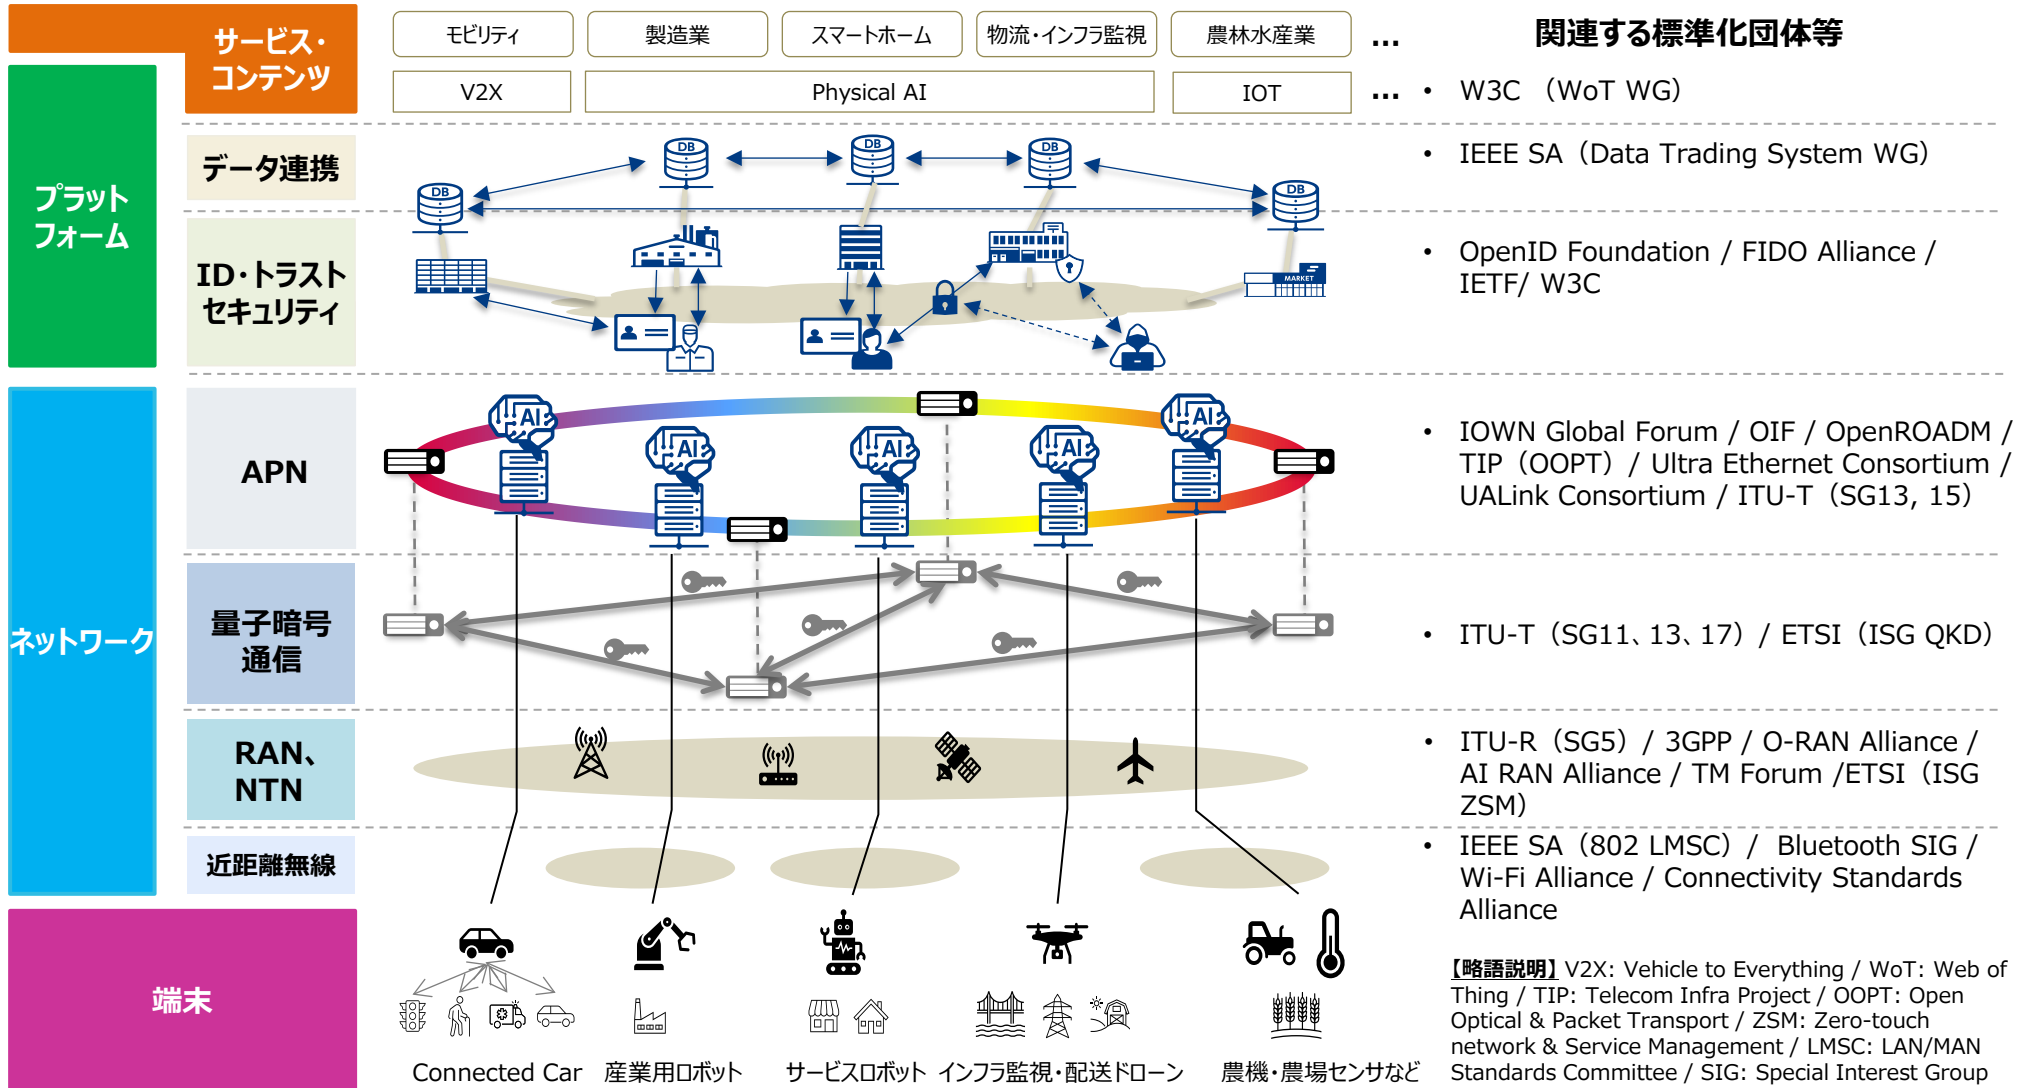 サービス・
コンテンツ
モビリティ
製造業
スマートホーム
物流・インフラ監視
農林水産業
...
関連する標準化団体等
V2X
Physical AI
IOT
...
• W3C （WoT WG）
プラット
フォーム
データ連携
DB
DB
DB
DB
DB
• IEEE SA（Data Trading System WG）
ID・トラスト
セキュリティ
MARKET
• OpenID Foundation / FIDO Alliance /
IETF/ W3C
ネットワーク
APN
AI
AI
AI
AI
AI
• IOWN Global Forum / OIF / OpenROADM /
TIP（OOPT）/ Ultra Ethernet Consortium /
UALink Consortium / ITU-T（SG13, 15）
量子暗号
通信
• ITU-T（SG11、13、17）/ ETSI（ISG QKD）
RAN、
NTN
• ITU-R（SG5）/ 3GPP / O-RAN Alliance /
AI RAN Alliance / TM Forum /ETSI（ISG
ZSM）
近距離無線
• IEEE SA（802 LMSC）/ Bluetooth SIG /
Wi-Fi Alliance / Connectivity Standards
Alliance
端末
Connected Car
産業用ロボット
サービスロボット
インフラ監視・配送ドローン
農機・農場センサなど
【略語説明】 V2X: Vehicle to Everything / WoT: Web of
Thing / TIP: Telecom Infra Project / OOPT: Open
Optical & Packet Transport / ZSM: Zero-touch
network & Service Management / LMSC: LAN/MAN
Standards Committee / SIG: Special Interest Group